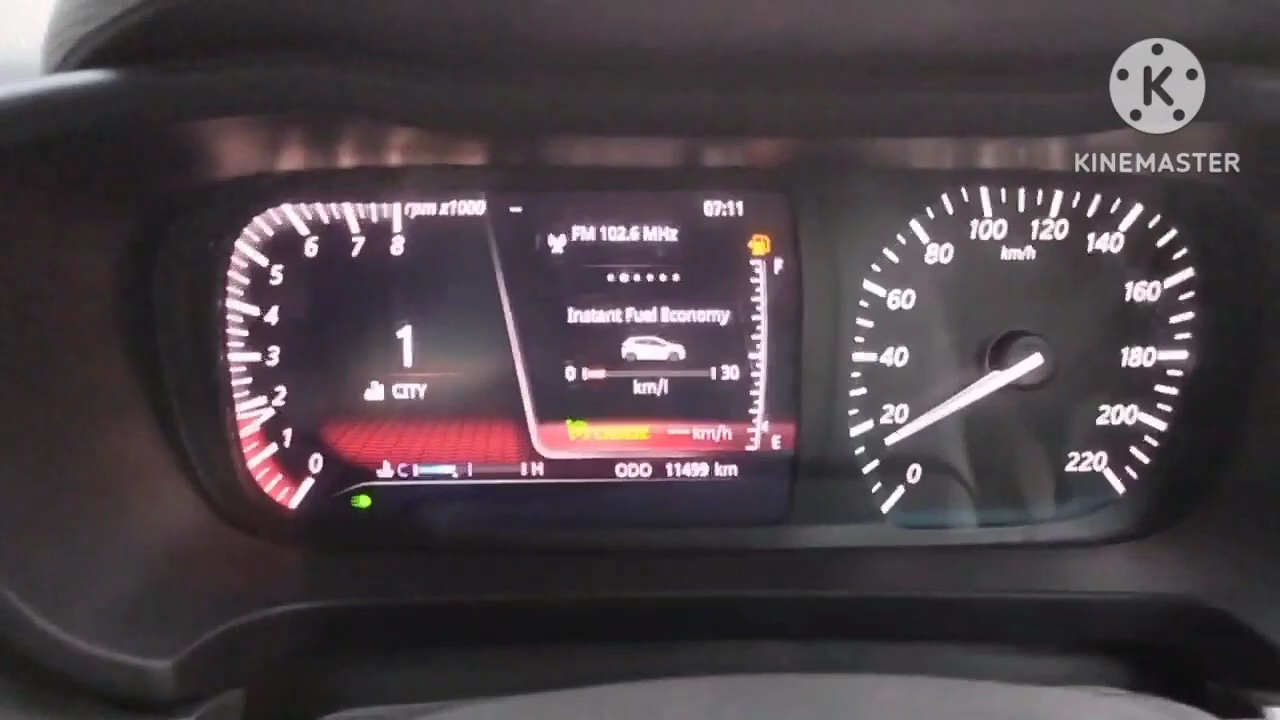 K
KINEMASTER
rpm x1000
07:11
FM 102.6 MHz
8
7
6
5
4
3
2
1
0
1
CITY
Instant Fuel Economy
0 30
km/l
F
E
km/h
C H
ODO 11499 km
0
20
40
60
80
100
120
140
160
180
200
220
km/h